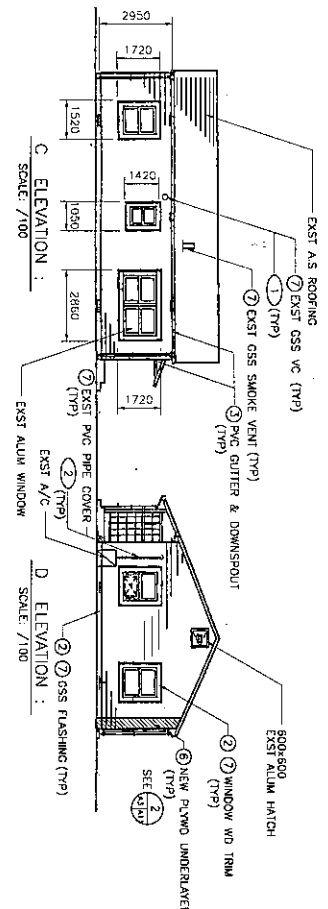 2950
1720
1520
1420
1050
2860
1720
C ELEVATION :
SCALE: /100
EXST A.S ROOFING
⑦ EXST GSS VC (TYP)
① (TYP)
⑦ EXST GSS SMOKE VENT (TYP)
③ PVC GUTTER & DOWNSPOUT
(TYP)
EXST ALUM WINDOW
EXST A/C
② (TYP)
⑦ EXST PVC PIPE COVER
(TYP)
D ELEVATION :
SCALE: /100
② ⑦ GSS FLASHING (TYP)
600x600
EXST ALUM HATCH
② ⑦ WINDOW WD TRIM
(TYP)
⑥ NEW PLYWD UNDERLAYE
(TYP)
SEE 2